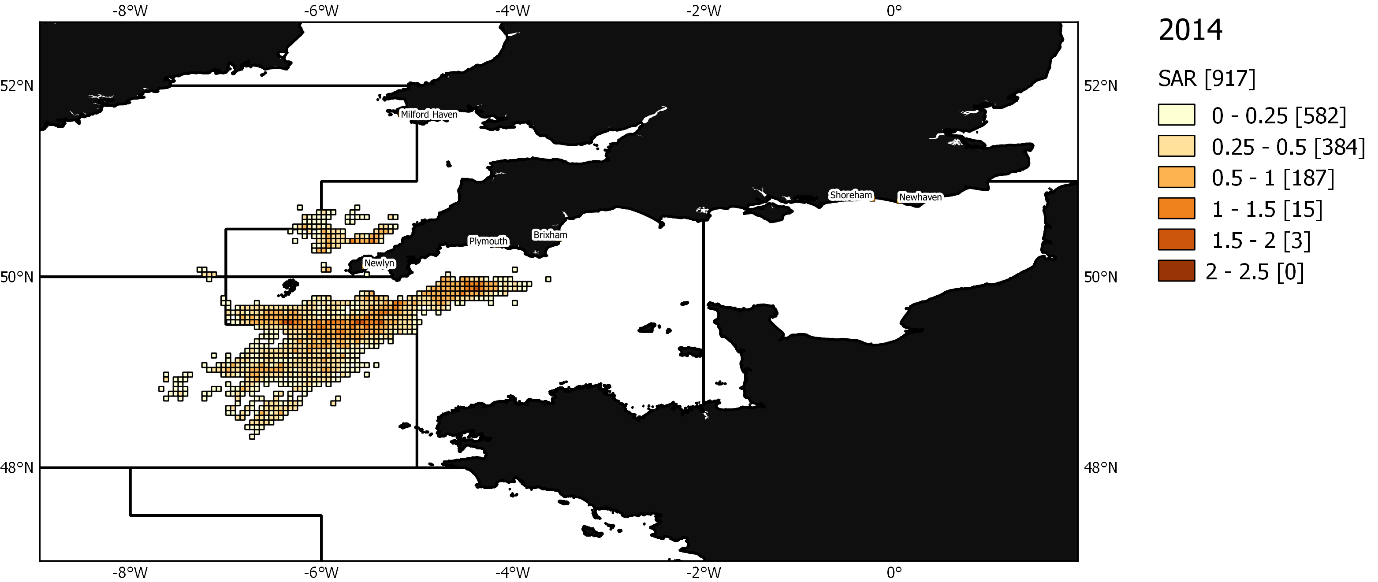 -8°W -6°W -4°W -2°W 0°
2014
SAR [917]
52°N 52°N
0 - 0.25 [582]
Milford Haven
0.25 - 0.5 [384]
0.5 - 1 [187]
Shoreham Newhaven
1 - 1.5 [15]
Plymouth Brixham
1.5 - 2 [3]
Newlyn
2 - 2.5 [0]
50°N 50°N
48°N 48°N
-8°W -6°W -4°W -2°W 0°